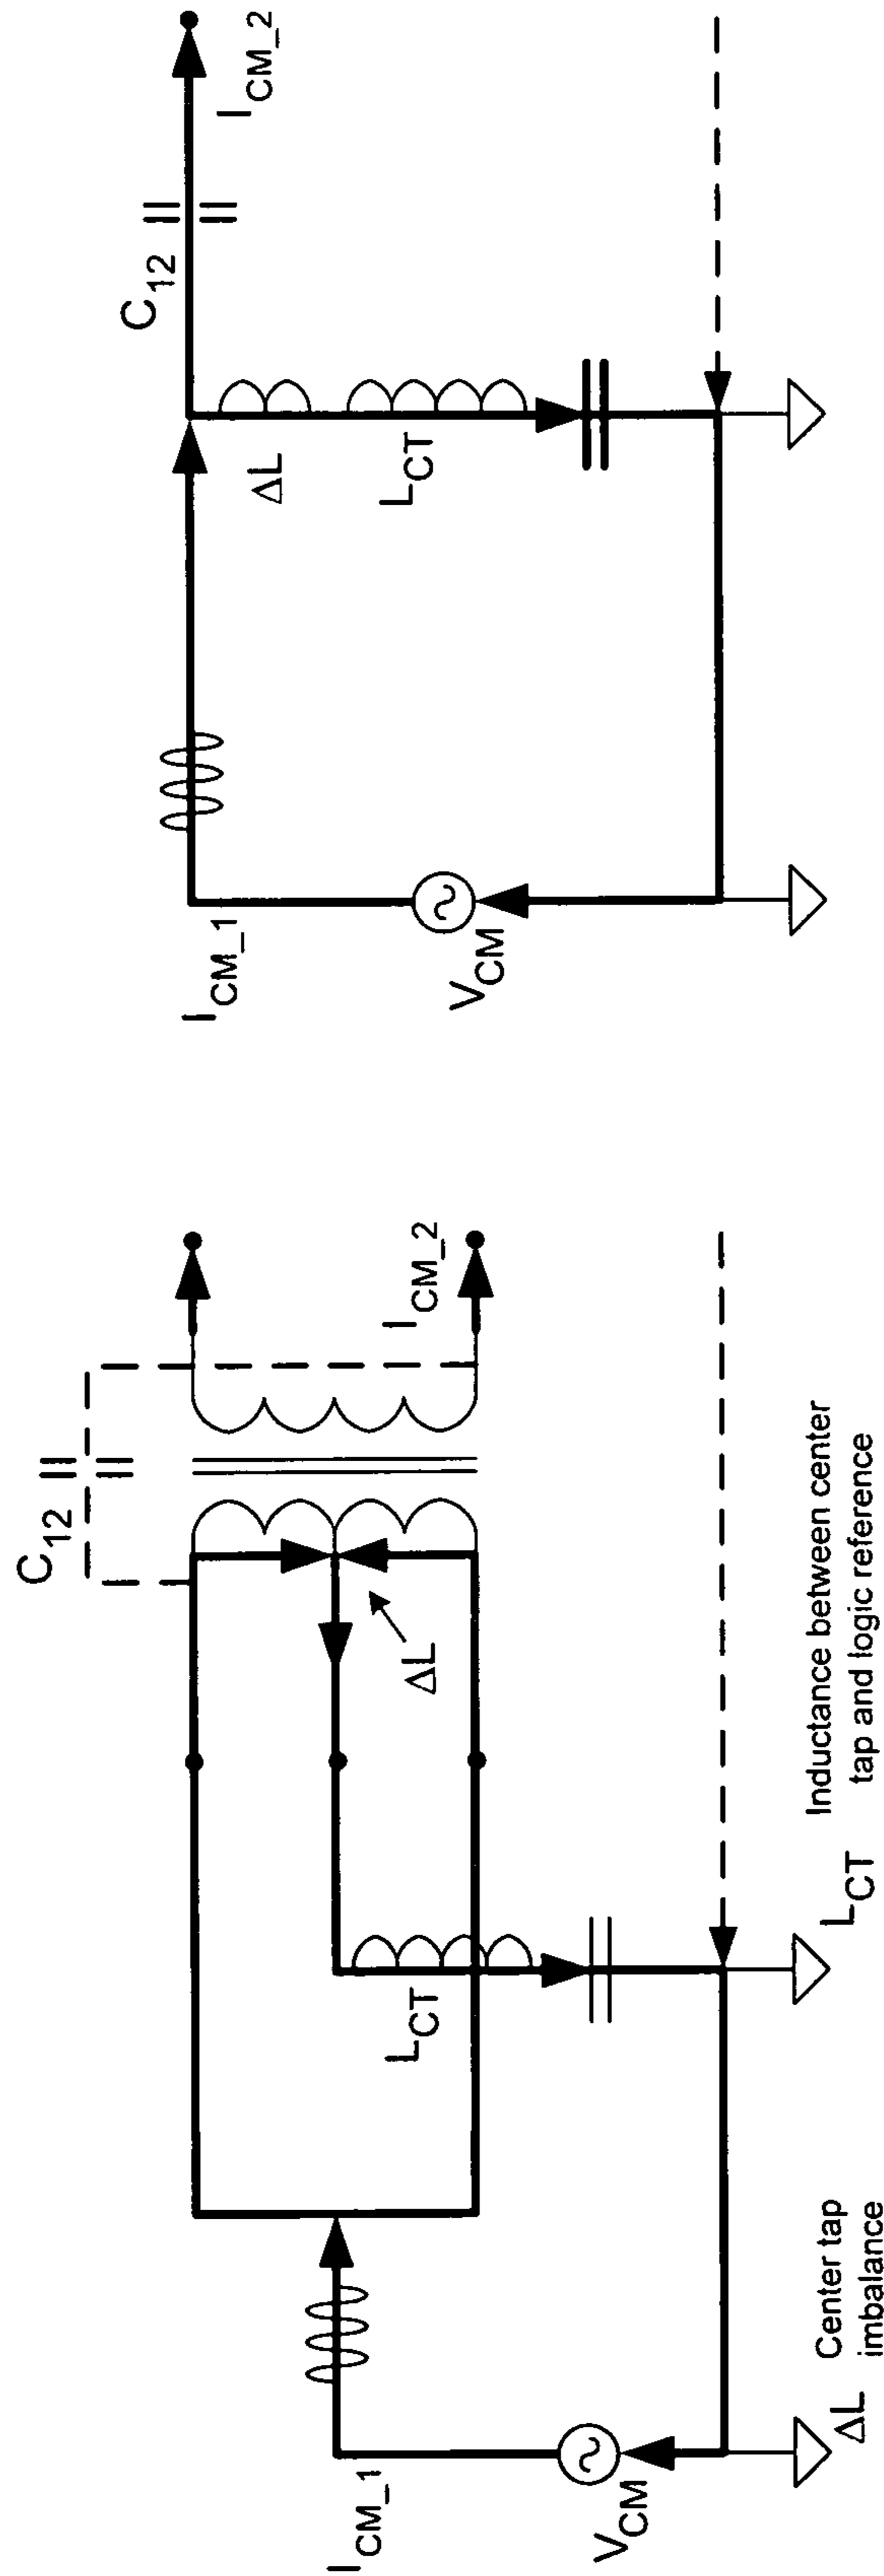 C12
ICM_1
ΔL
LCT
ICM_2
VCM
ΔL Center tap
imbalance
LCT Inductance between center
tap and logic reference
C12
ICM_1
ΔL
LCT
ICM_2
VCM